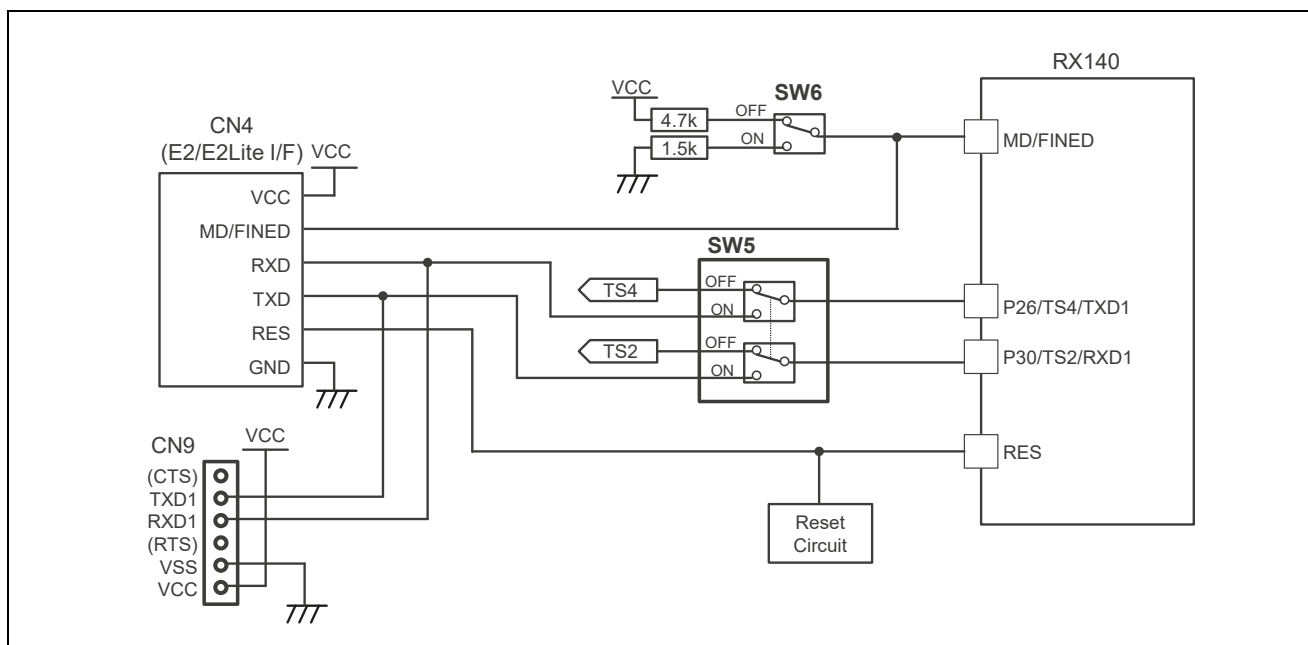 RX140
VCC
SW6
OFF
4.7k
ON
1.5k
MD/FINED
CN4
(E2/E2Lite I/F)
VCC
VCC
MD/FINED
RXD
TXD
RES
GND
SW5
OFF
TS4
ON
OFF
TS2
ON
P26/TS4/TXD1
P30/TS2/RXD1
RES
Reset
Circuit
CN9
VCC
(CTS)
TXD1
RXD1
(RTS)
VSS
VCC